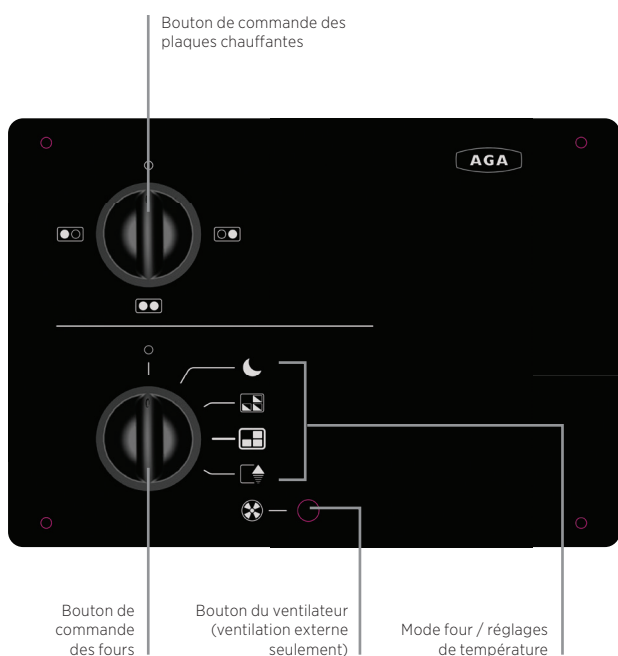 Bouton de commande des
plaques chauffantes
AGA
Bouton de
commande
des fours
Bouton du ventilateur
(ventilation externe
seulement)
Mode four / réglages
de température